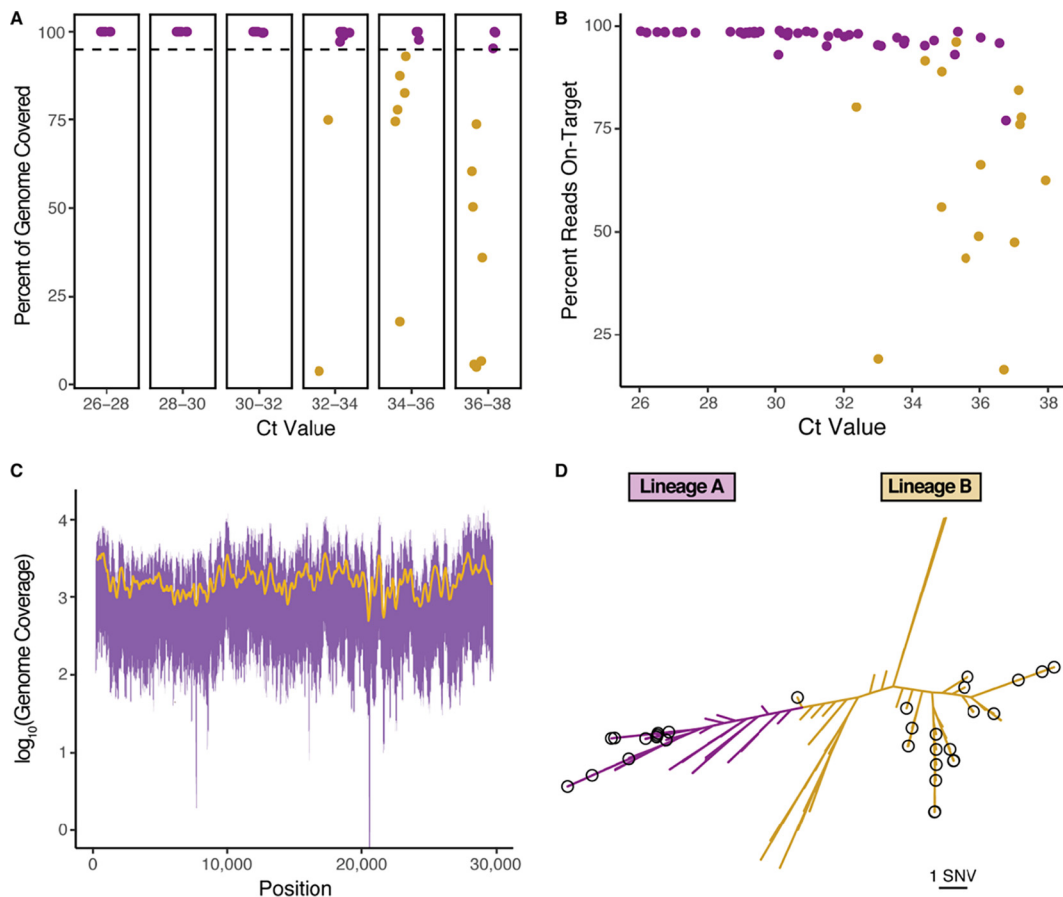 A
Percent of Genome Covered
100
75
50
25
0
26–28
28–30
30–32
32–34
34–36
36–38
Ct Value
B
Percent Reads On-Target
100
75
50
25
26
28
30
32
34
36
38
Ct Value
C
log10(Genome Coverage)
4
3
2
1
0
0
10,000
20,000
30,000
Position
D
Lineage A
Lineage B
1 SNV